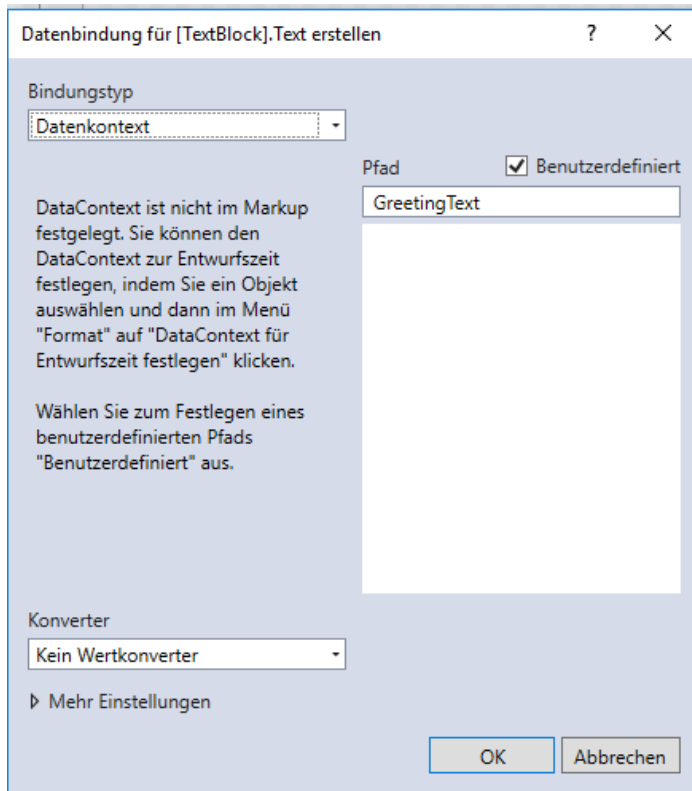 Datenbindung für [TextBlock].Text erstellen
?
Bindungstyp
Datenkontext
Pfad
Benutzerdefiniert
GreetingText
DataContext ist nicht im Markup
festgelegt. Sie können den
DataContext zur Entwurfszeit
festlegen, indem Sie ein Objekt
auswählen und dann im Menü
"Format" auf "DataContext für
Entwurfszeit festlegen" klicken.
Wählen Sie zum Festlegen eines
benutzerdefinierten Pfads
"Benutzerdefiniert" aus.
Konverter
Kein Wertkonverter
Mehr Einstellungen
OK
Abbrechen